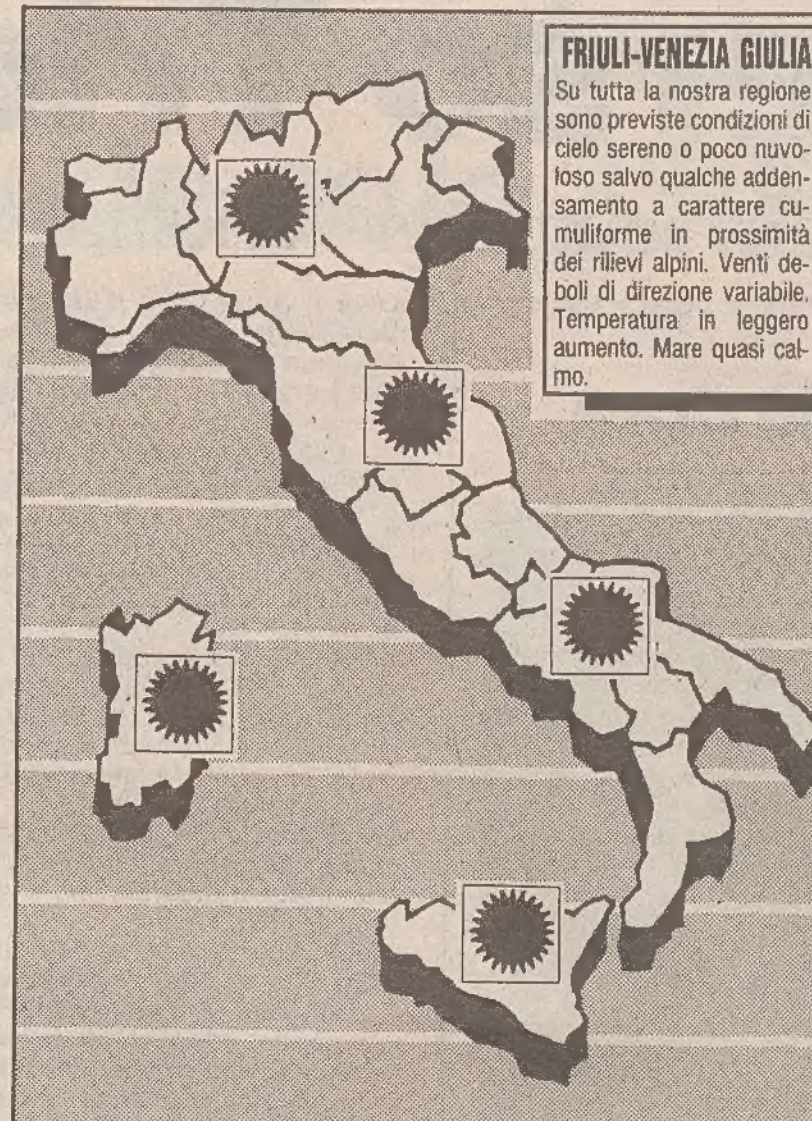 FRIULI-VENEZIA GIULIA
Su tutta la nostra regione
sono previste condizioni di
cielo sereno o poco nuvo-
loso salvo qualche adden-
samento a carattere cu-
muliforme in prossimità
dei rilievi alpini. Venti de-
boli di direzione variabile.
Temperatura in leggero
aumento. Mare quasi cal-
mo.